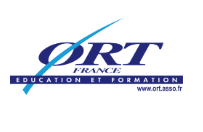 ORT
FRANCE
EDUCATION ET FORMATION
www.ort.asso.fr